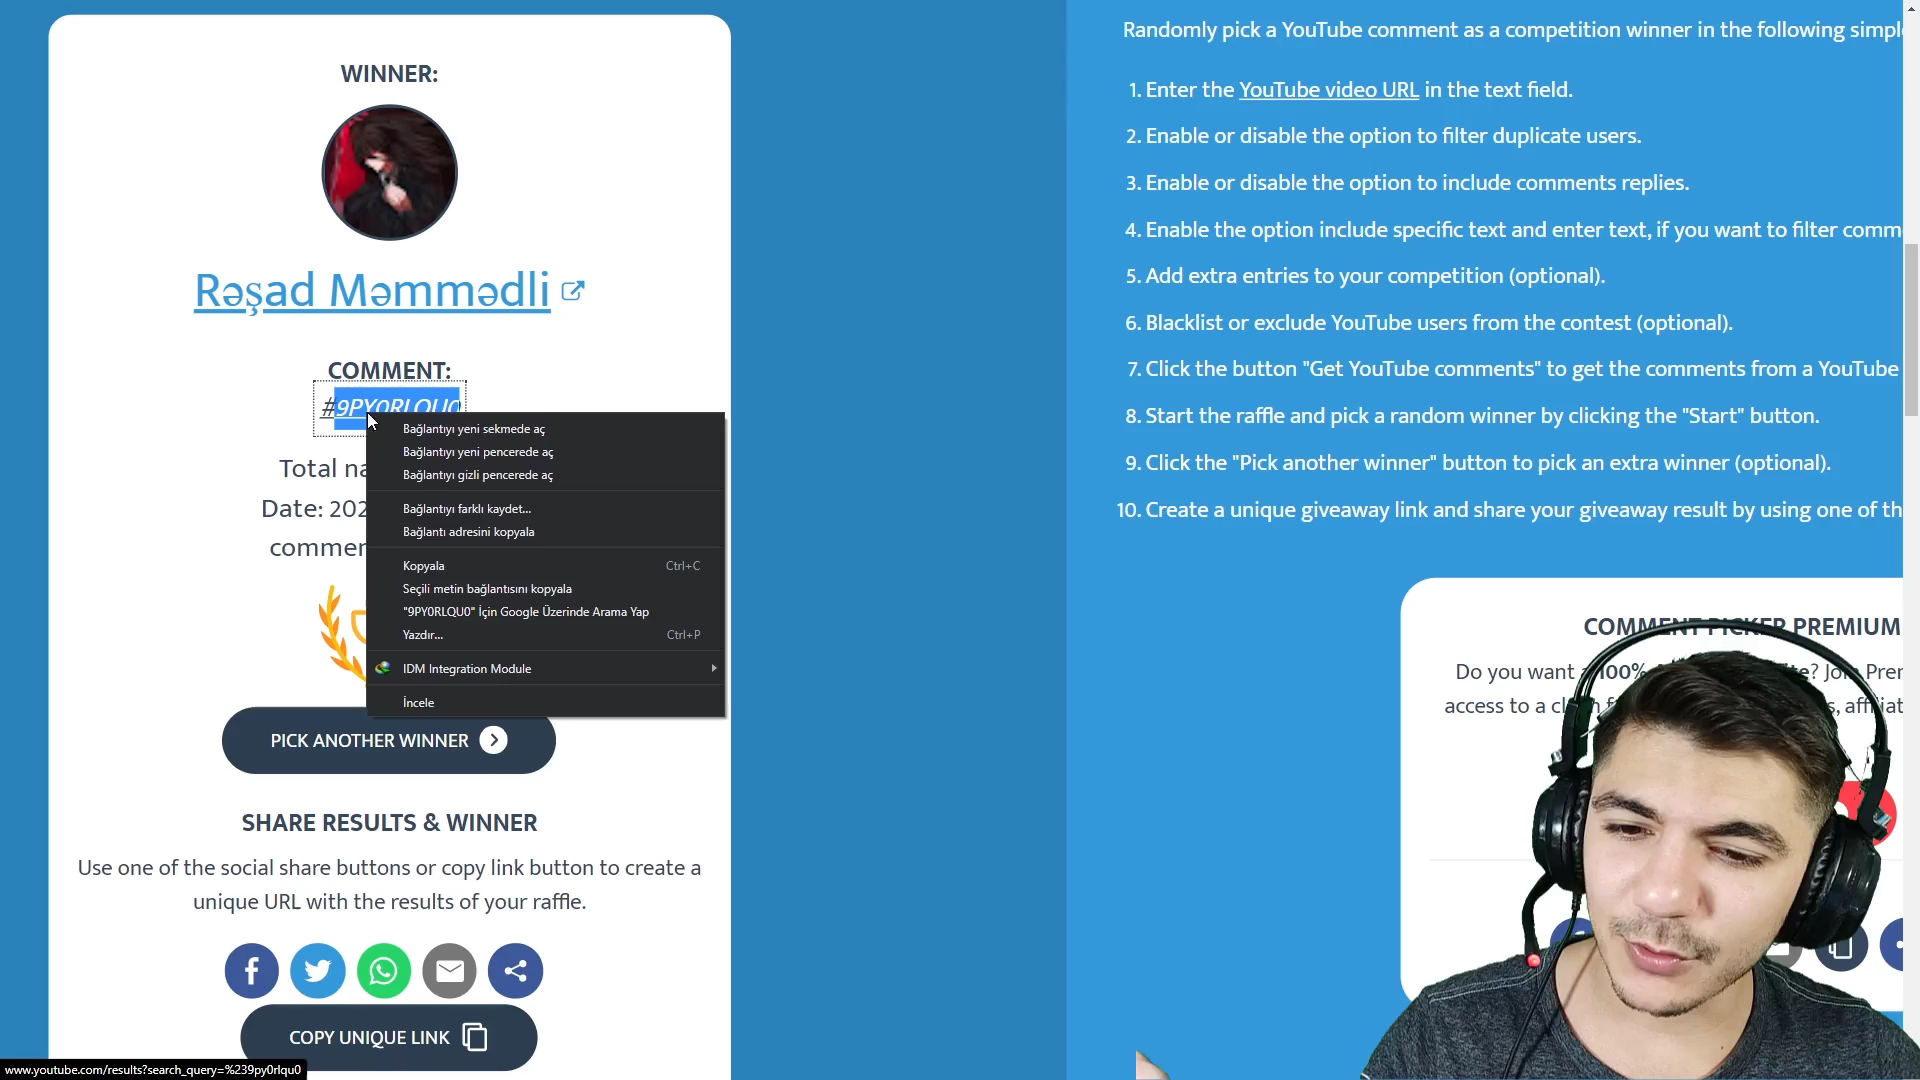 WINNER:
Rəşad Məmmədli
COMMENT:
#9PY0RLQU0
Total na
Date: 202
commen
Bağlantıyı yeni sekmede aç
Bağlantıyı yeni pencerede aç
Bağlantıyı gizli pencerede aç
Bağlantıyı farklı kaydet...
Bağlantı adresini kopyala
Kopyala Ctrl+C
Seçili metin bağlantısını kopyala
"9PY0RLQU0" İçin Google Üzerinde Arama Yap
Yazdır... Ctrl+P
IDM Integration Module
İncele
PICK ANOTHER WINNER
SHARE RESULTS & WINNER
Use one of the social share buttons or copy link button to create a
unique URL with the results of your raffle.
COPY UNIQUE LINK
www.youtube.com/results?search_query=%239py0rlqu0
Randomly pick a YouTube comment as a competition winner in the following simpl
1. Enter the YouTube video URL in the text field.
2. Enable or disable the option to filter duplicate users.
3. Enable or disable the option to include comments replies.
4. Enable the option include specific text and enter text, if you want to filter comm
5. Add extra entries to your competition (optional).
6. Blacklist or exclude YouTube users from the contest (optional).
7. Click the button "Get YouTube comments" to get the comments from a YouTube
8. Start the raffle and pick a random winner by clicking the "Start" button.
9. Click the "Pick another winner" button to pick an extra winner (optional).
10. Create a unique giveaway link and share your giveaway result by using one of th
COMMENT PICKER PREMIUM
Do you want a 100% ? Join Prer
access to a cl , affiliat